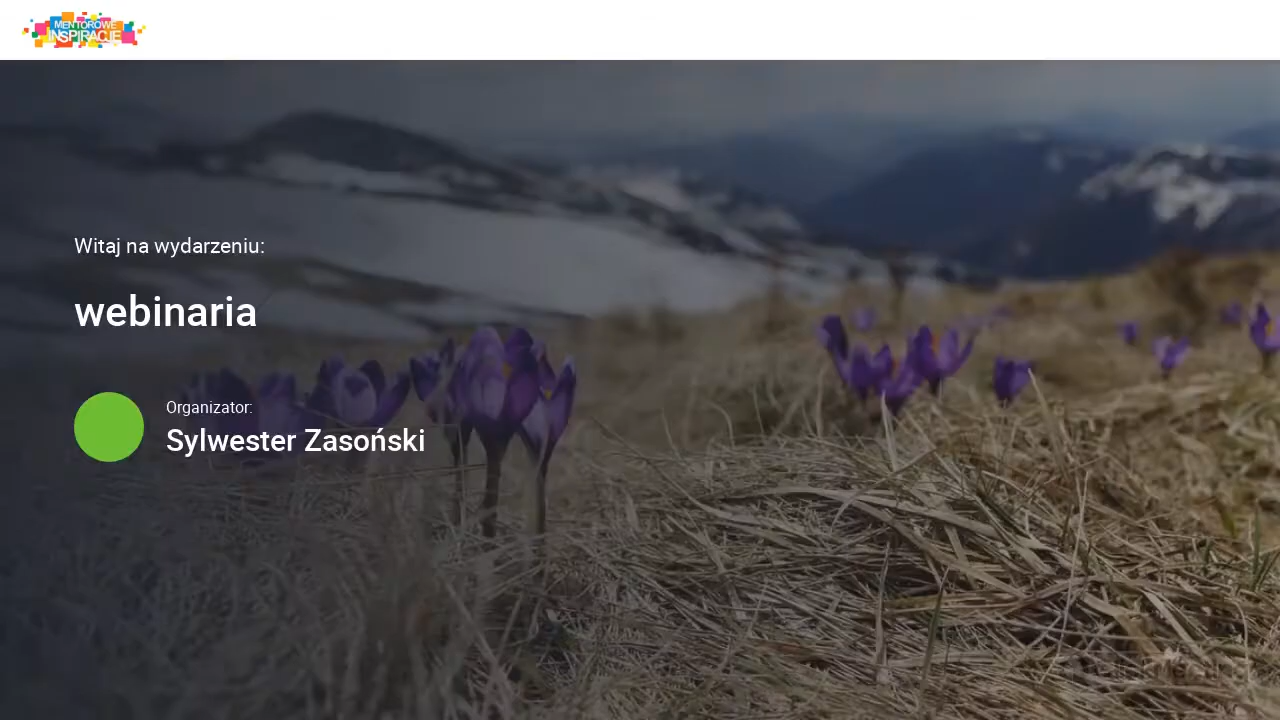 MENTOROWE
INSPIRACJE
Witaj na wydarzeniu:
webinaria
Organizator:
Sylwester Zasoński